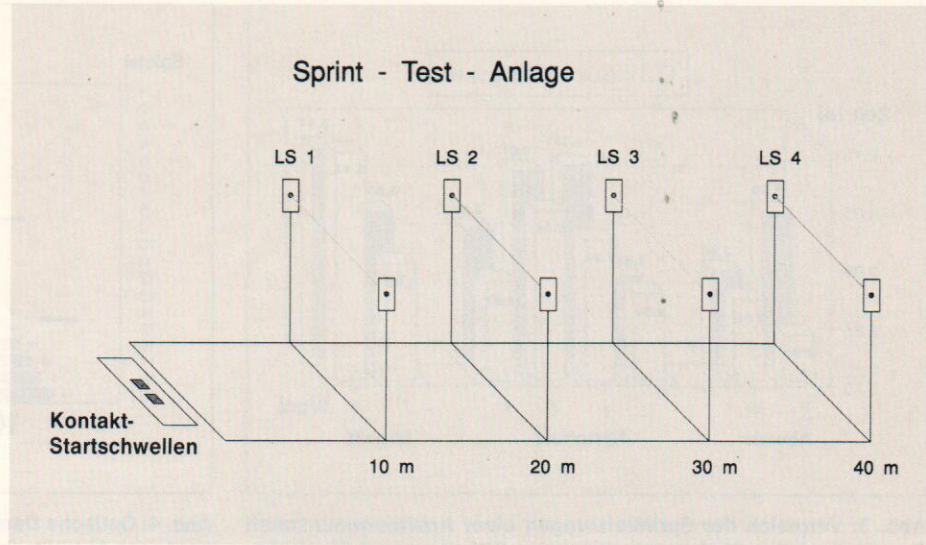 Sprint - Test - Anlage
LS 1 LS 2 LS 3 LS 4
Kontakt-
Startschwellen
10 m 20 m 30 m 40 m